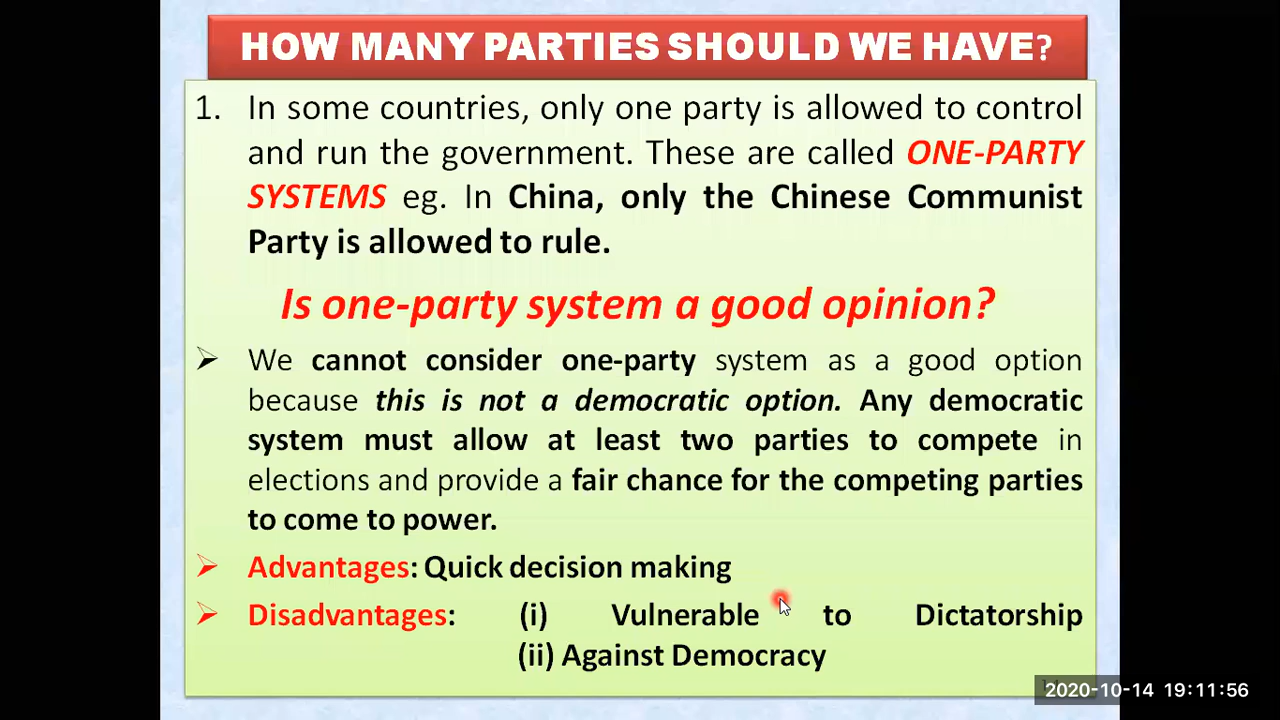 HOW MANY PARTIES SHOULD WE HAVE?
1. In some countries, only one party is allowed to control
and run the government. These are called ONE-PARTY
SYSTEMS eg. In China, only the Chinese Communist
Party is allowed to rule.
Is one-party system a good opinion?
➢ We cannot consider one-party system as a good option
because this is not a democratic option. Any democratic
system must allow at least two parties to compete in
elections and provide a fair chance for the competing parties
to come to power.
➢ Advantages: Quick decision making
➢ Disadvantages: (i) Vulnerable to Dictatorship
(ii) Against Democracy
2020-10-14 19:11:56